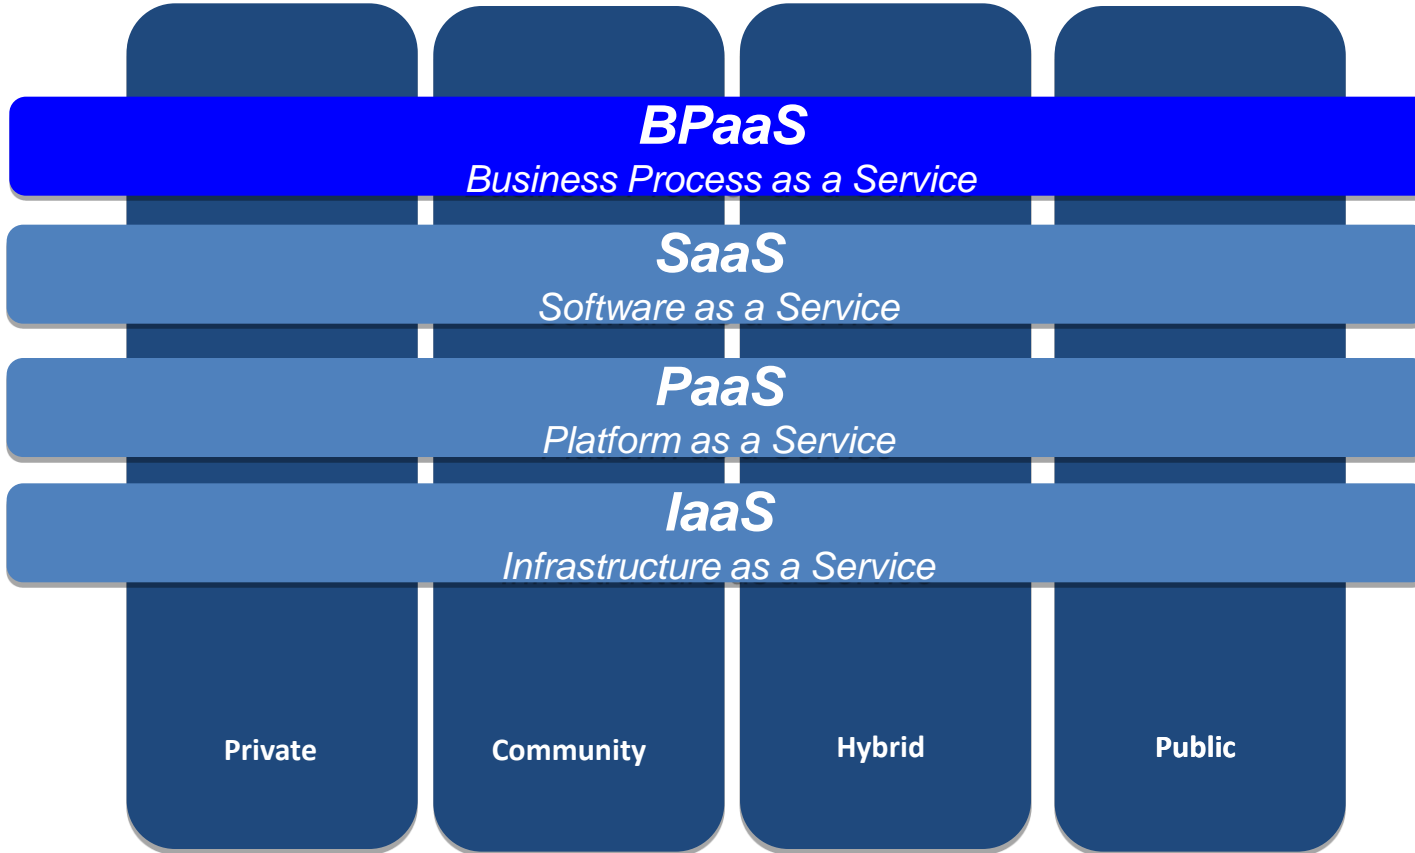 BPaaS
Business Process as a Service
SaaS
Software as a Service
PaaS
Platform as a Service
IaaS
Infrastructure as a Service
Private
Community
Hybrid
Public